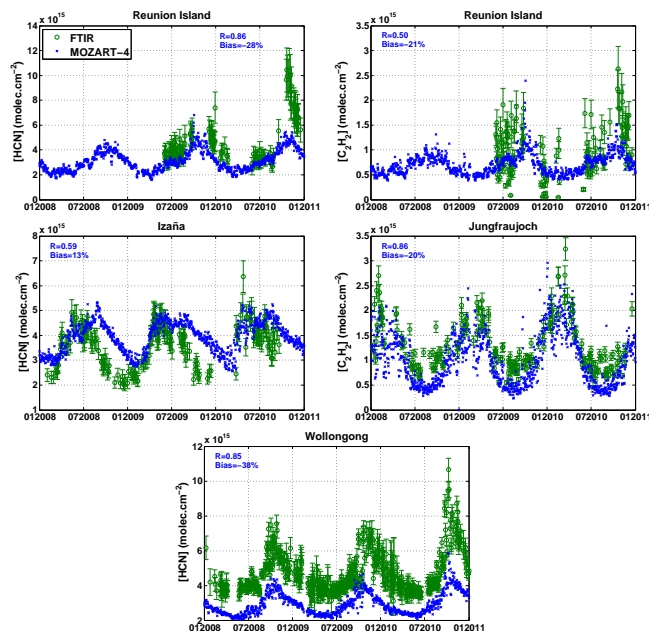 Reunion Island
x 10^15
FTIR
MOZART-4
R=0.86
Bias=-28%
[HCN] (molec.cm^-2)
14
12
10
8
6
4
2
0
012008 072008 012009 072009 012010 072010 012011
Reunion Island
x 10^15
R=0.50
Bias=-21%
[C2H2] (molec.cm^-2)
3.5
3
2.5
2
1.5
1
0.5
0
012008 072008 012009 072009 012010 072010 012011
Izaña
x 10^15
R=0.59
Bias=13%
[HCN] (molec.cm^-2)
8
7
6
5
4
3
2
1
012008 072008 012009 072009 012010 072010 012011
Jungfraujoch
x 10^15
R=0.86
Bias=-20%
[C2H2] (molec.cm^-2)
3.5
3
2.5
2
1.5
1
0.5
0
012008 072008 012009 072009 012010 072010 012011
Wollongong
x 10^15
R=0.85
Bias=-38%
[HCN] (molec.cm^-2)
12
10
8
6
4
2
012008 072008 012009 072009 012010 072010 012011